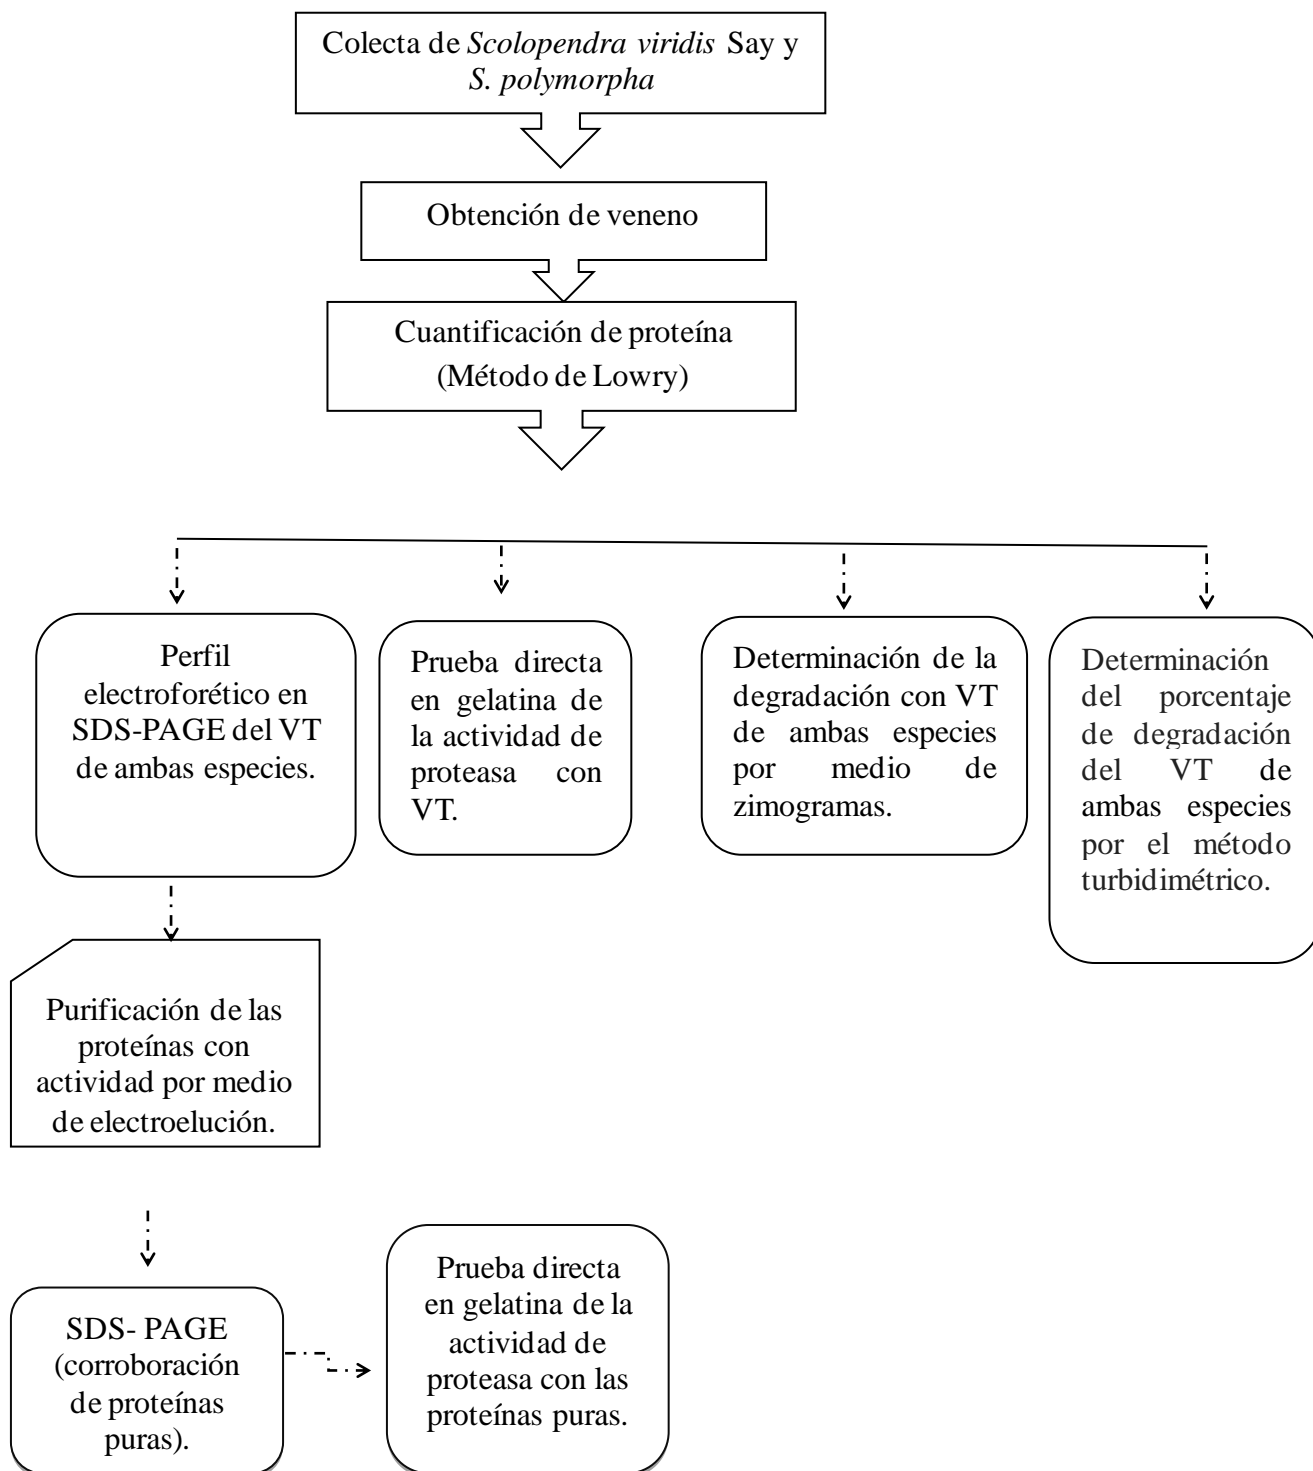 Colecta de Scolopendra viridis Say y
S. polymorpha
Obtención de veneno
Cuantificación de proteína
(Método de Lowry)
Perfil
electroforético en
SDS-PAGE del VT
de ambas especies.
Prueba directa
en gelatina de
la actividad de
proteasa con
VT.
Determinación de la
degradación con VT
de ambas especies
por medio de
zimogramas.
Determinación
del porcentaje
de degradación
del VT de
ambas especies
por el método
turbidimétrico.
Purificación de las
proteínas con
actividad por medio
de electroelución.
SDS- PAGE
(corroboración
de proteínas
puras).
Prueba directa
en gelatina de la
actividad de
proteasa con las
proteínas puras.